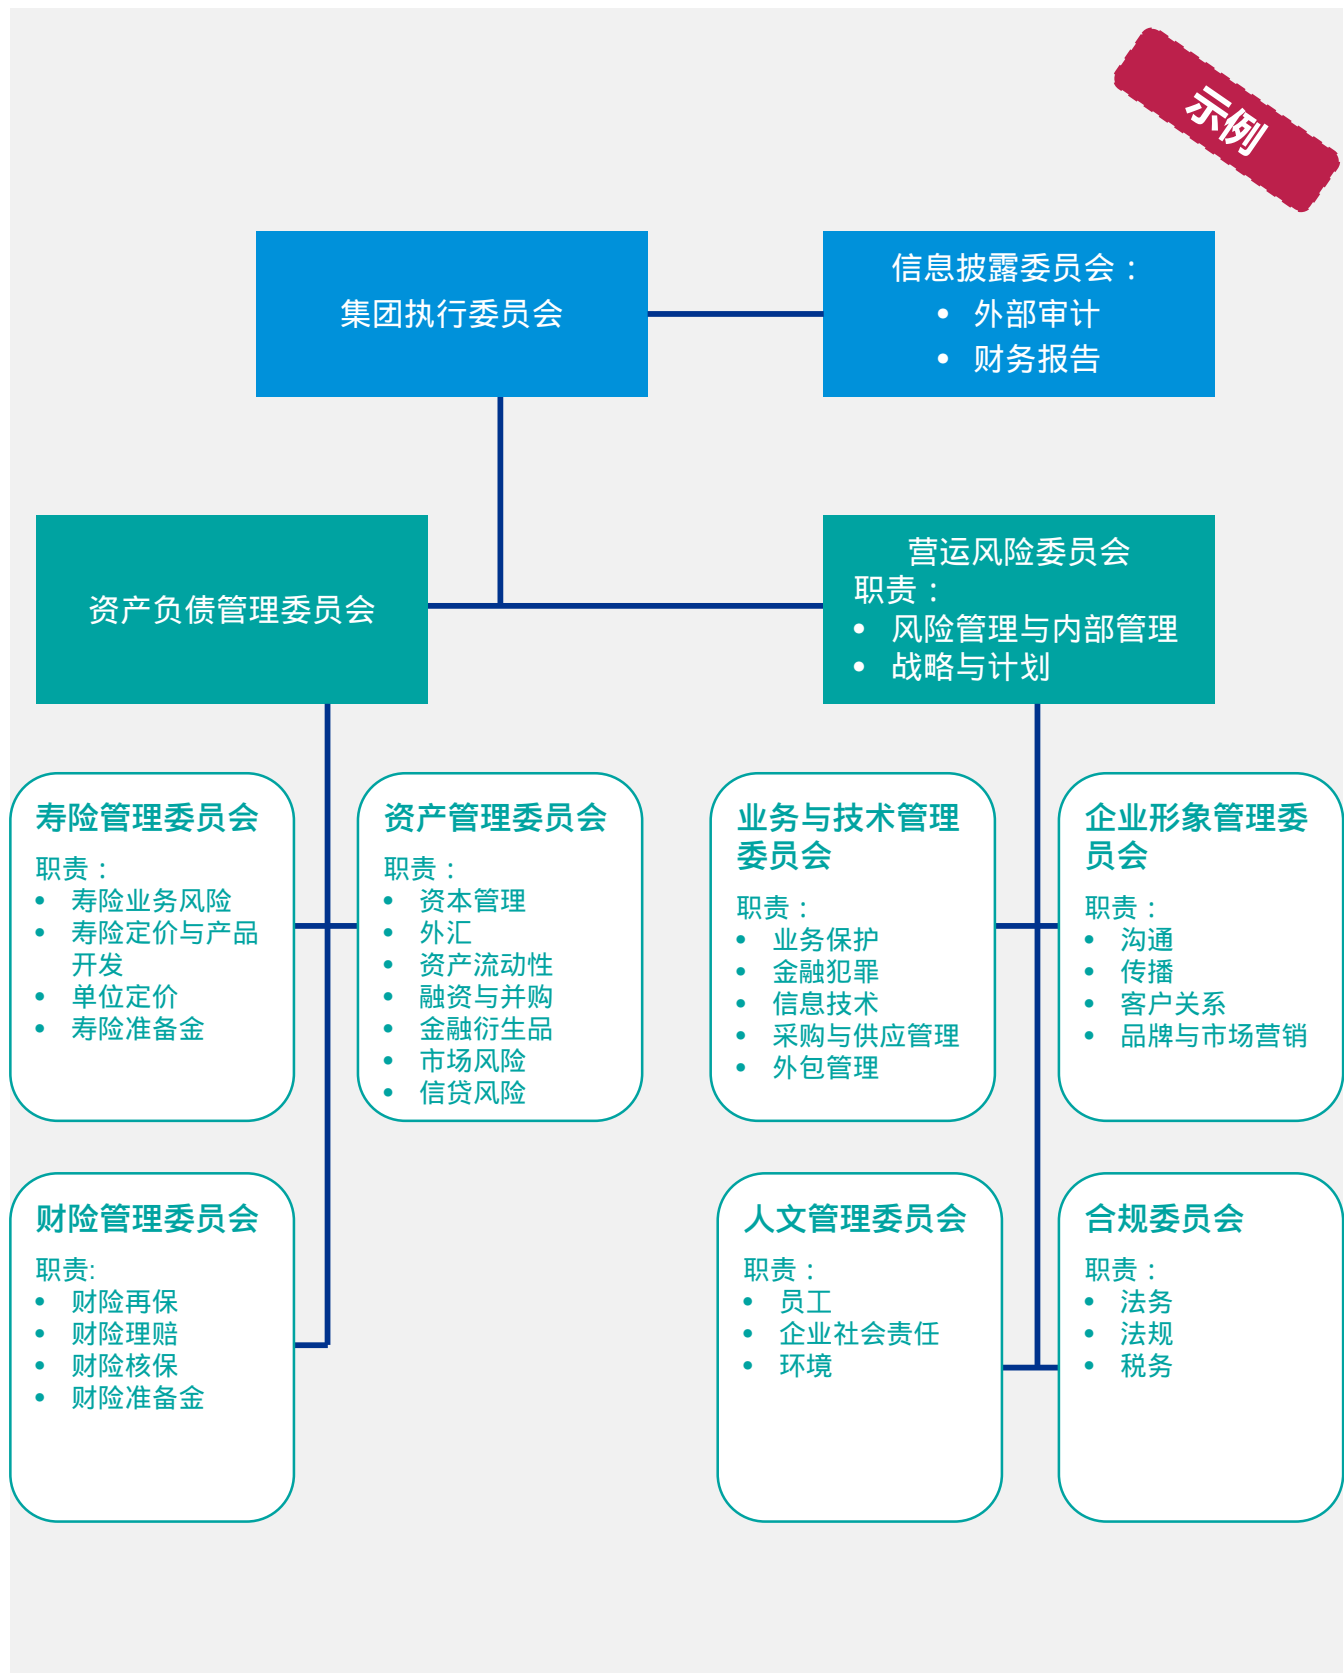 示例
集团执行委员会
信息披露委员会：
• 外部审计
• 财务报告
资产负债管理委员会
营运风险委员会
职责：
• 风险管理与内部管理
• 战略与计划
寿险管理委员会
职责：
• 寿险业务风险
• 寿险定价与产品
开发
• 单位定价
• 寿险准备金
资产管理委员会
职责：
• 资本管理
• 外汇
• 资产流动性
• 融资与并购
• 金融衍生品
• 市场风险
• 信贷风险
业务与技术管理
委员会
职责：
• 业务保护
• 金融犯罪
• 信息技术
• 采购与供应管理
• 外包管理
企业形象管理委
员会
职责：
• 沟通
• 传播
• 客户关系
• 品牌与市场营销
财险管理委员会
职责:
• 财险再保
• 财险理赔
• 财险核保
• 财险准备金
人文管理委员会
职责：
• 员工
• 企业社会责任
• 环境
合规委员会
职责：
• 法务
• 法规
• 税务